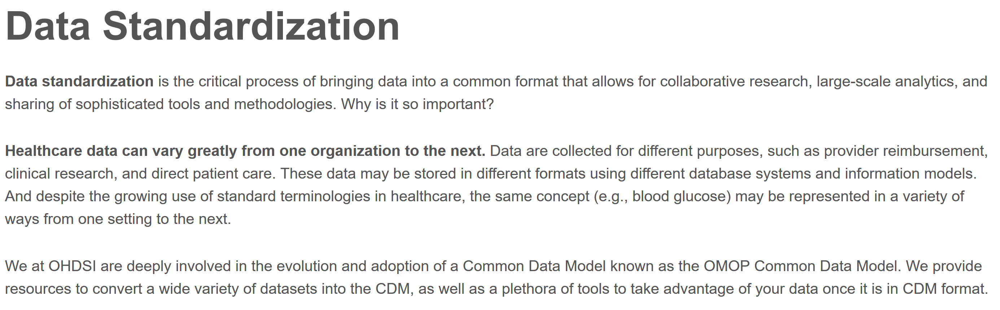 Data Standardization
Data standardization is the critical process of bringing data into a common format that allows for collaborative research, large-scale analytics, and
sharing of sophisticated tools and methodologies. Why is it so important?
Healthcare data can vary greatly from one organization to the next. Data are collected for different purposes, such as provider reimbursement,
clinical research, and direct patient care. These data may be stored in different formats using different database systems and information models.
And despite the growing use of standard terminologies in healthcare, the same concept (e.g., blood glucose) may be represented in a variety of
ways from one setting to the next.
We at OHDSI are deeply involved in the evolution and adoption of a Common Data Model known as the OMOP Common Data Model. We provide
resources to convert a wide variety of datasets into the CDM, as well as a plethora of tools to take advantage of your data once it is in CDM format.